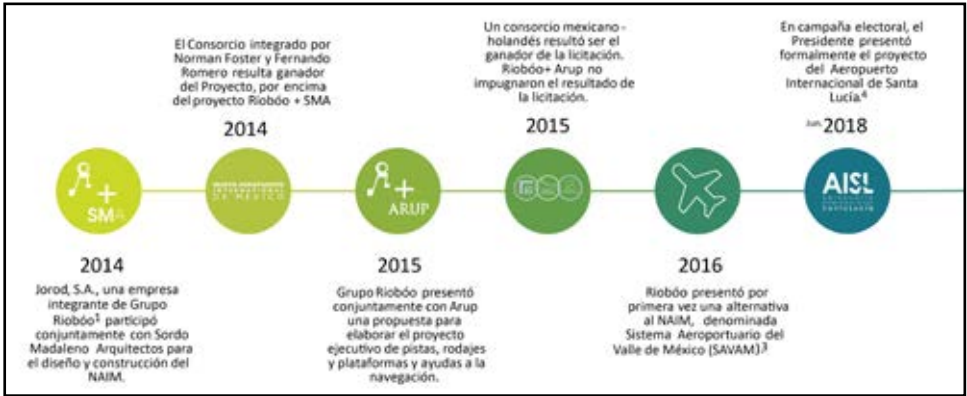 El Consorcio integrado por
Norman Foster y Fernando
Romero resulta ganador
del Proyecto, por encima
del proyecto Riobóo + SMA
2014
Un consorcio mexicano -
holandés resultó ser el
ganador de la licitación.
Riobóo+ Arup no
impugnaron el resultado de
la licitación.
2015
En campaña electoral, el
Presidente presentó
formalmente el proyecto
del Aeropuerto
Internacional de Santa
Lucía.4
Jun. 2018
+
SMA
NUEVO AEROPUERTO
INTERNACIONAL
DE MÉXICO
+
ARUP
AISL
2014
Jorod, S.A., una empresa
integrante de Grupo
Riobóo1 participó
conjuntamente con Sordo
Madaleno Arquitectos para
el diseño y construcción del
NAIM.
2015
Grupo Riobóo presentó
conjuntamente con Arup
una propuesta para
elaborar el proyecto
ejecutivo de pistas, rodajes
y plataformas y ayudas a la
navegación.
2016
Riobóo presentó por
primera vez una alternativa
al NAIM, denominada
Sistema Aeroportuario del
Valle de México (SAVAM).3